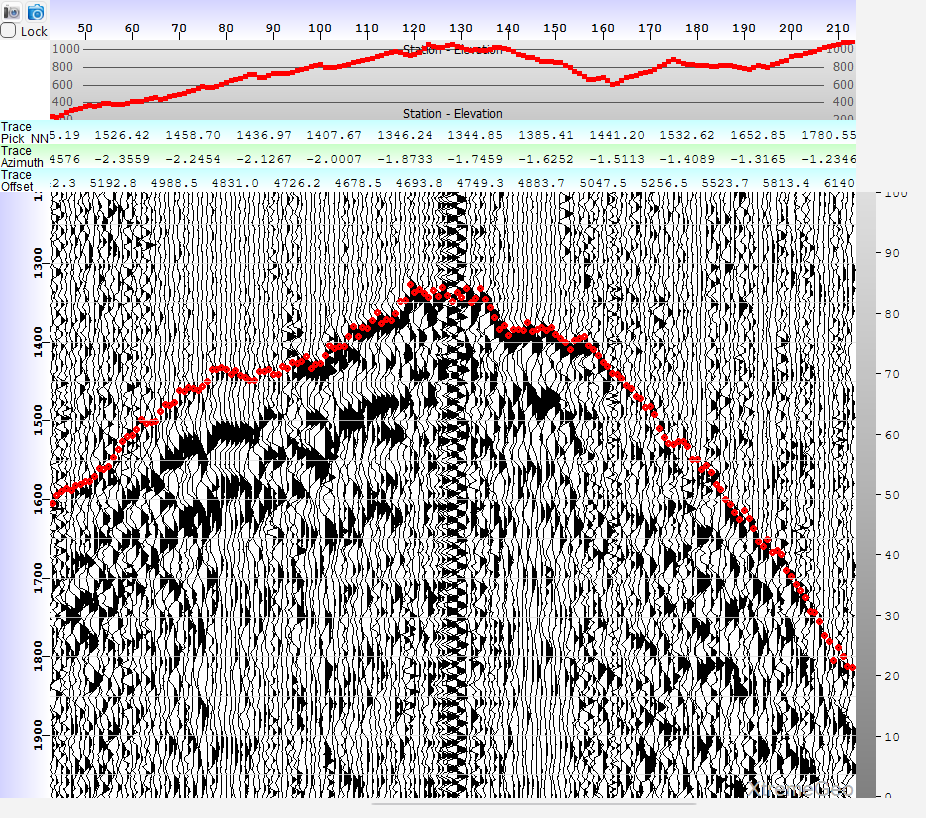 Lock
50 60 70 80 90 100 110 120 130 140 150 160 170 180 190 200 210
1000 Station - Elevation 1000
800 800
600 600
400 400
200 Station - Elevation 200
Trace
Pick NN 5.19 1526.42 1458.70 1436.97 1407.67 1346.24 1344.85 1385.41 1441.20 1532.62 1652.85 1780.55
Trace
Azimuth 4576 -2.3559 -2.2454 -2.1267 -2.0007 -1.8733 -1.7459 -1.6252 -1.5113 -1.4089 -1.3165 -1.2346
Trace
Offset 2.3 5192.8 4988.5 4831.0 4726.2 4678.5 4693.8 4749.3 4883.7 5047.5 5256.5 5523.7 5813.4 6140
100
1300
90
80
1400
70
1500
60
1600
50
40
1700
30
1800
20
1900
10
0